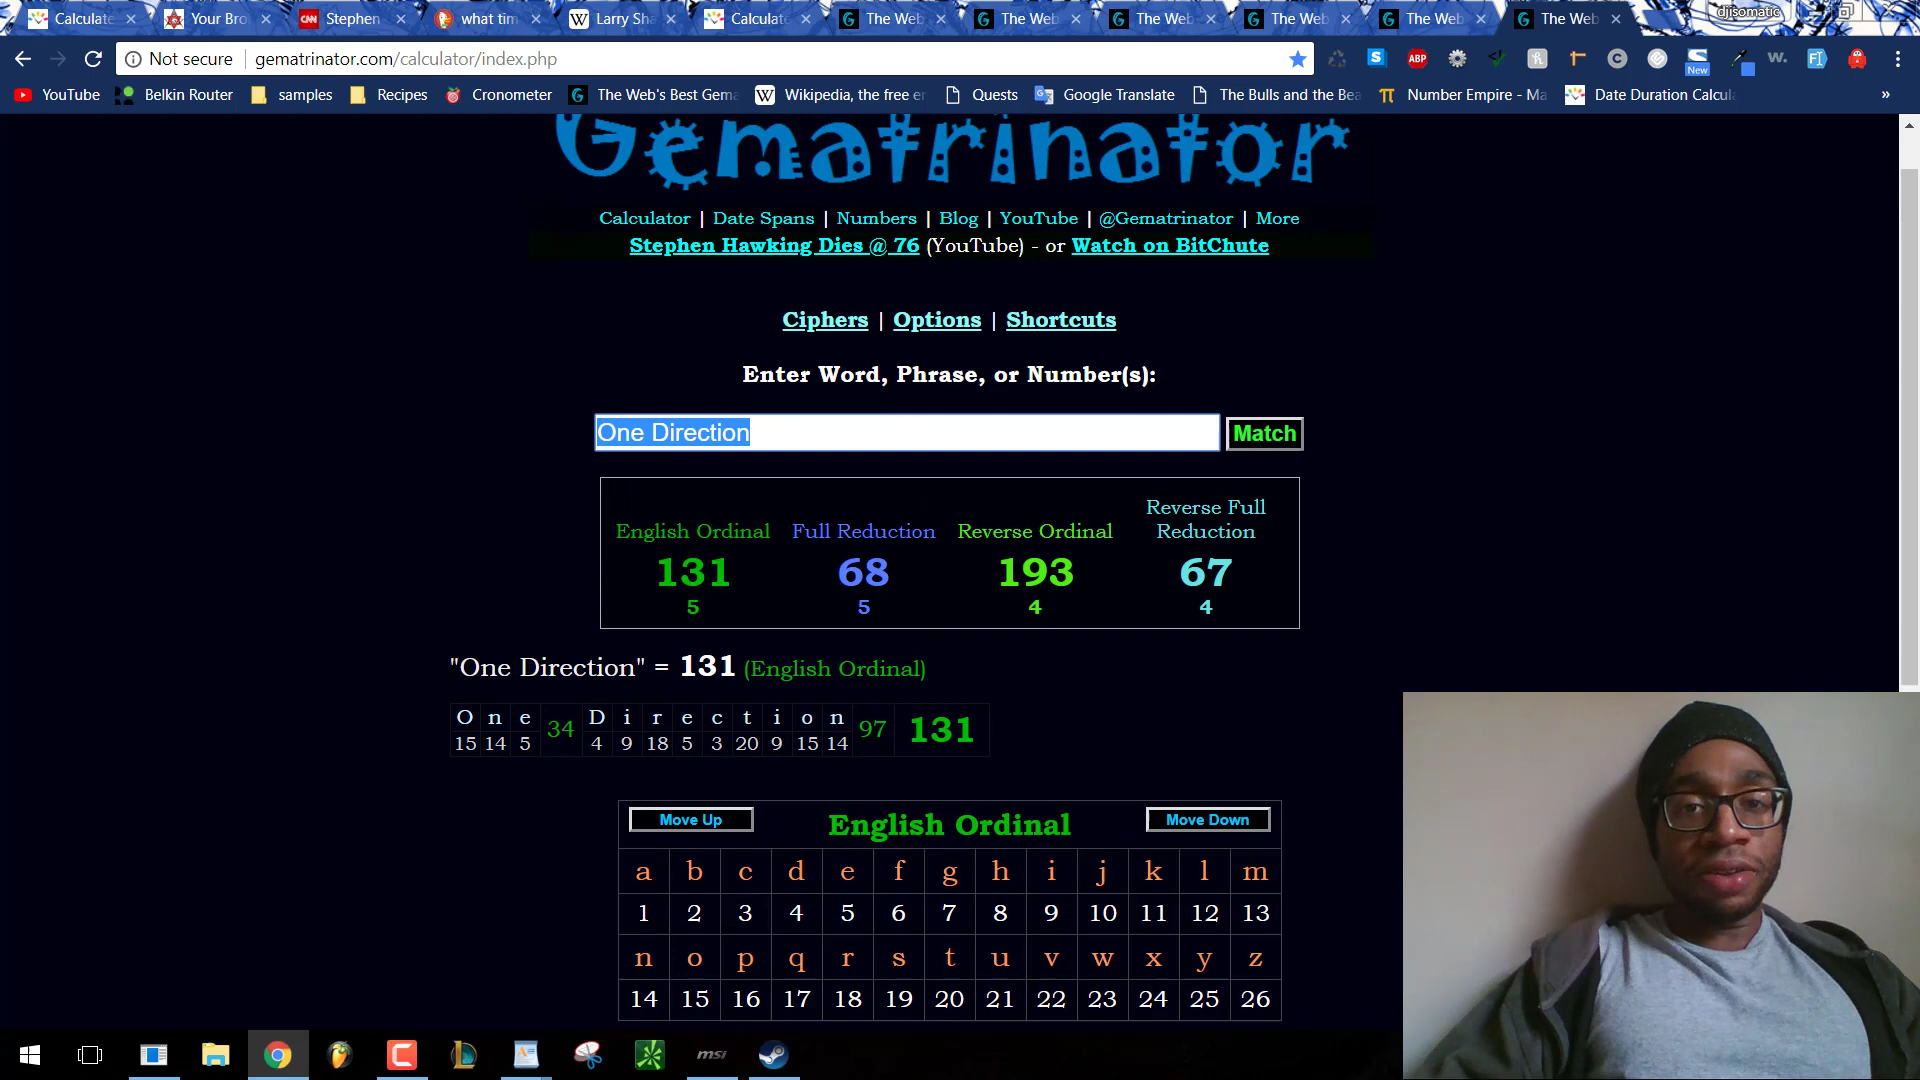 Calculate
Your Bro
Stephen
what tim
Larry Sha
Calculate
The Web
The Web
The Web
The Web
The Web
The Web
djisomatic
Not secure
gematrinator.com/calculator/index.php
ABP
New
YouTube
Belkin Router
samples
Recipes
Cronometer
The Web's Best Gem
Wikipedia, the free e
Quests
Google Translate
The Bulls and the Be
Number Empire - Ma
Date Duration Calcu
»
Gematrinator
Calculator | Date Spans | Numbers | Blog | YouTube | @Gematrinator | More
Stephen Hawking Dies @ 76 (YouTube) - or Watch on BitChute
Ciphers | Options | Shortcuts
Enter Word, Phrase, or Number(s):
One Direction Match
English Ordinal Full Reduction Reverse Ordinal Reverse Full Reduction
131 68 193 67
5 5 4 4
"One Direction" = 131 (English Ordinal)
O n e 34 D i r e c t i o n 97 131
15 14 5 4 9 18 5 3 20 9 15 14
Move Up English Ordinal Move Down
a b c d e f g h i j k l m
1 2 3 4 5 6 7 8 9 10 11 12 13
n o p q r s t u v w x y z
14 15 16 17 18 19 20 21 22 23 24 25 26
msi